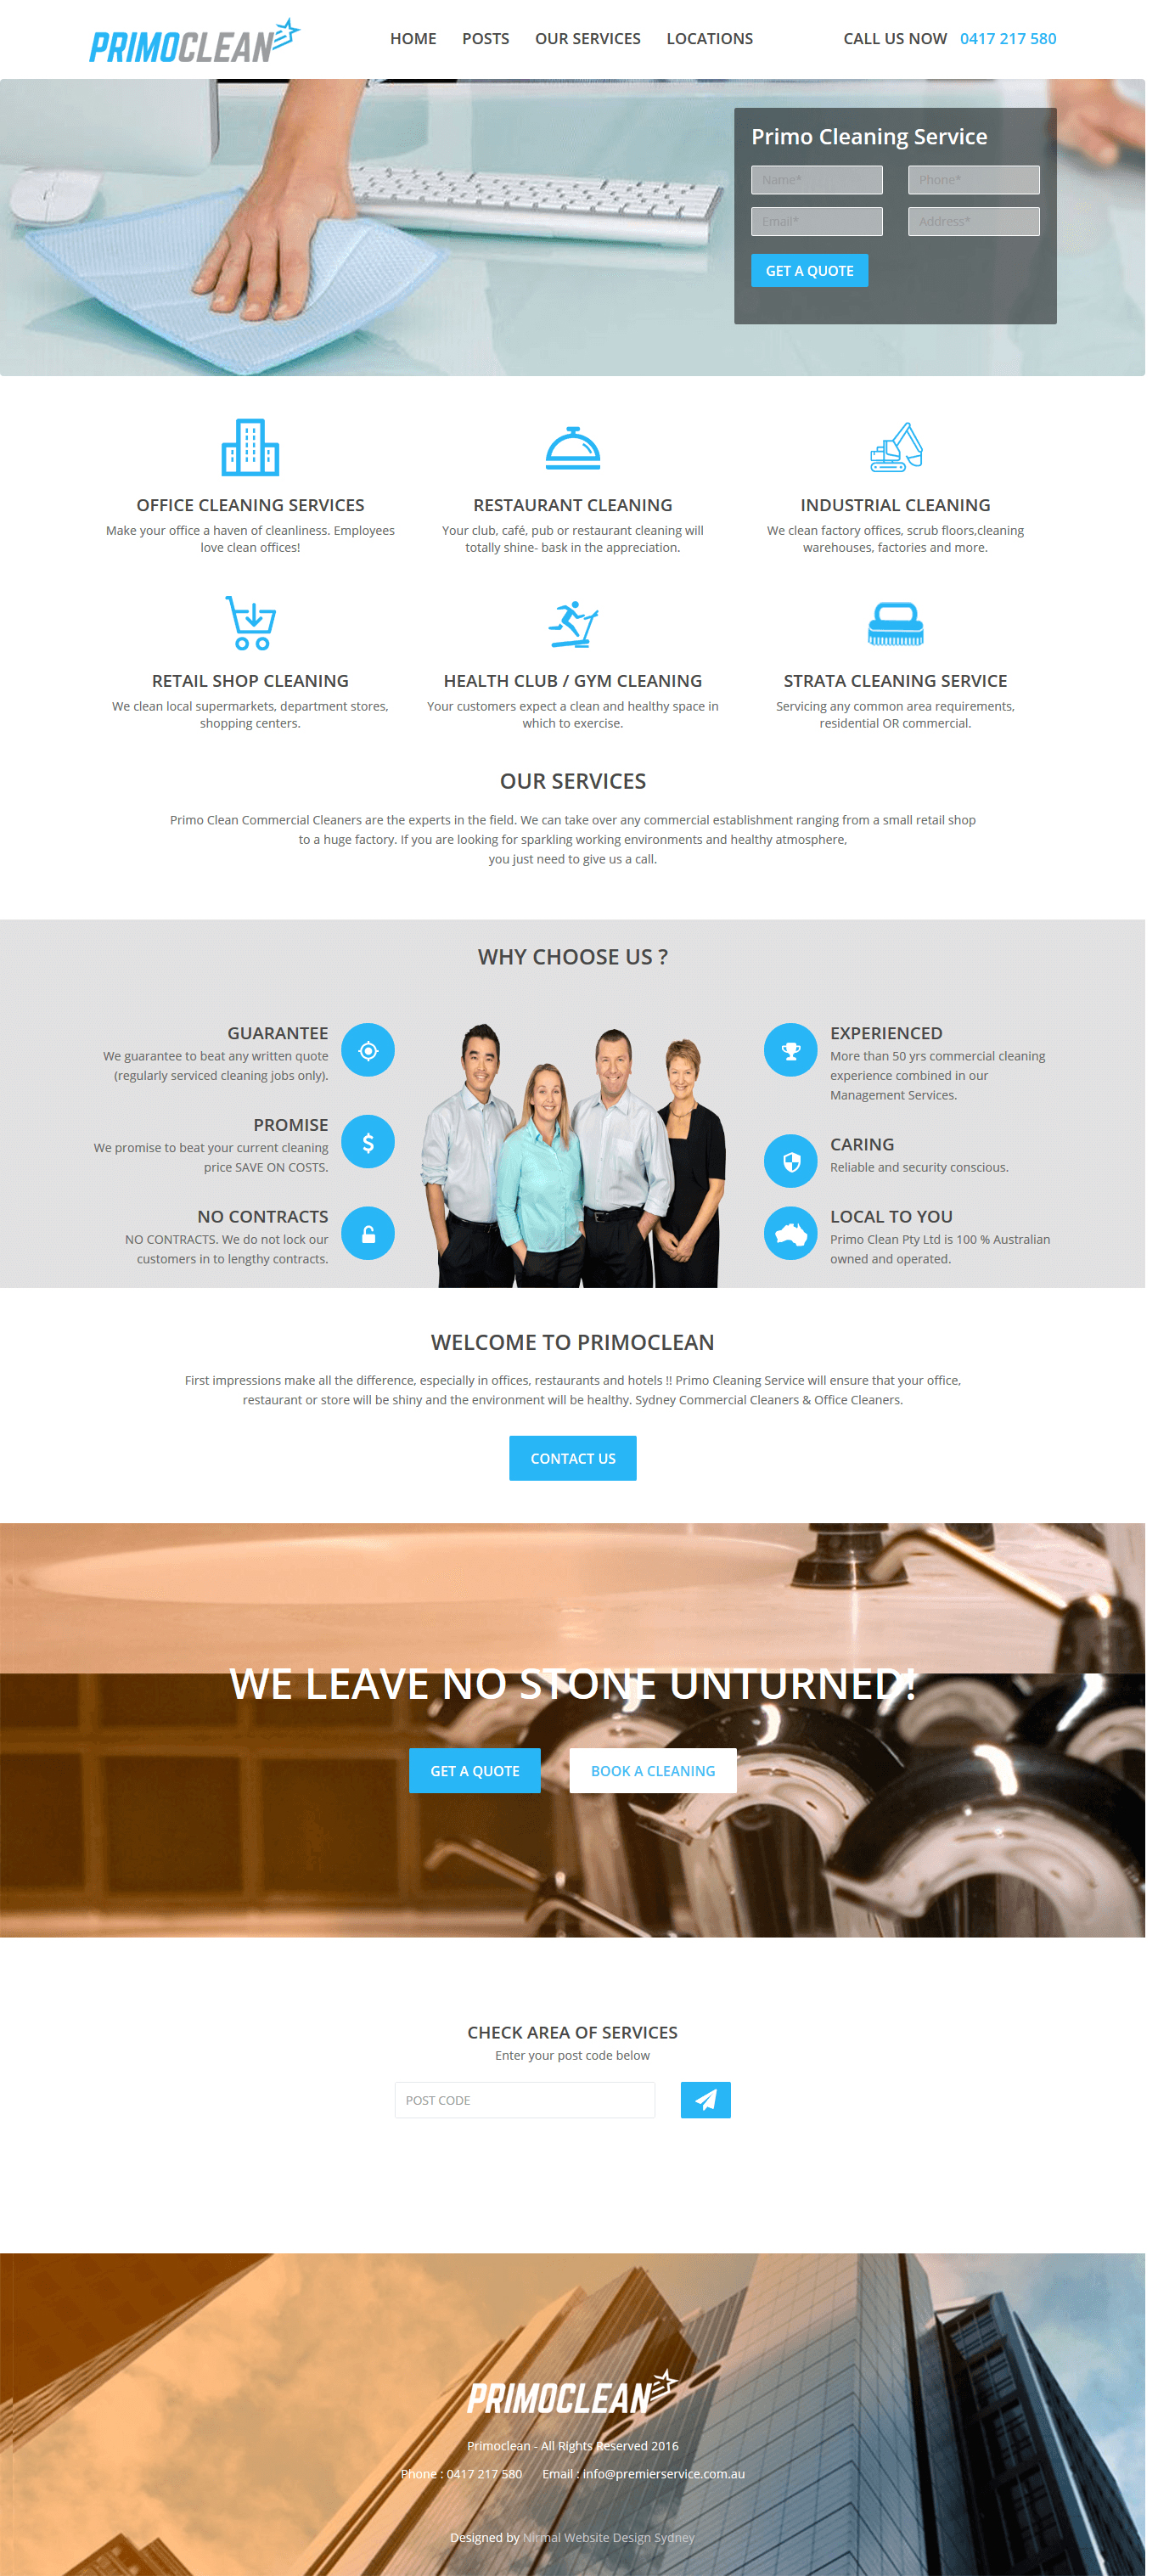 PRIMOCLEAN
HOME POSTS OUR SERVICES LOCATIONS CALL US NOW 0417 217 580
Primo Cleaning Service
Name* Phone*
Email* Address*
GET A QUOTE
OFFICE CLEANING SERVICES
Make your office a haven of cleanliness. Employees
love clean offices!
RESTAURANT CLEANING
Your club, café, pub or restaurant cleaning will
totally shine- bask in the appreciation.
INDUSTRIAL CLEANING
We clean factory offices, scrub floors,cleaning
warehouses, factories and more.
RETAIL SHOP CLEANING
We clean local supermarkets, department stores,
shopping centers.
HEALTH CLUB / GYM CLEANING
Your customers expect a clean and healthy space in
which to exercise.
STRATA CLEANING SERVICE
Servicing any common area requirements,
residential OR commercial.
OUR SERVICES
Primo Clean Commercial Cleaners are the experts in the field. We can take over any commercial establishment ranging from a small retail shop
to a huge factory. If you are looking for sparkling working environments and healthy atmosphere,
you just need to give us a call.
WHY CHOOSE US ?
GUARANTEE
We guarantee to beat any written quote
(regularly serviced cleaning jobs only).
PROMISE
We promise to beat your current cleaning
price SAVE ON COSTS.
NO CONTRACTS
NO CONTRACTS. We do not lock our
customers in to lengthy contracts.
EXPERIENCED
More than 50 yrs commercial cleaning
experience combined in our
Management Services.
CARING
Reliable and security conscious.
LOCAL TO YOU
Primo Clean Pty Ltd is 100 % Australian
owned and operated.
WELCOME TO PRIMOCLEAN
First impressions make all the difference, especially in offices, restaurants and hotels !! Primo Cleaning Service will ensure that your office,
restaurant or store will be shiny and the environment will be healthy. Sydney Commercial Cleaners & Office Cleaners.
CONTACT US
WE LEAVE NO STONE UNTURNED!
GET A QUOTE BOOK A CLEANING
CHECK AREA OF SERVICES
Enter your post code below
POST CODE
PRIMOCLEAN
Primoclean - All Rights Reserved 2016
Phone : 0417 217 580 Email : info@premierservice.com.au
Designed by Nirmal Website Design Sydney